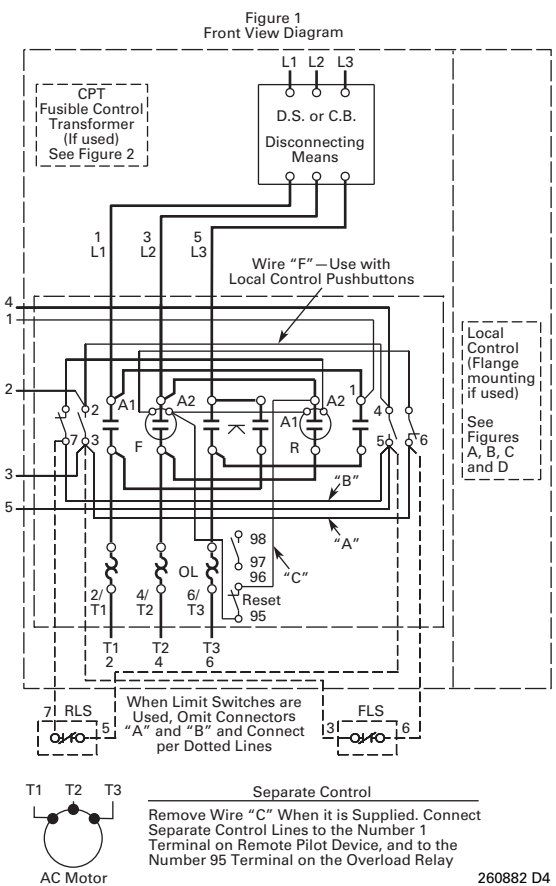 Figure 1
Front View Diagram
L1 L2 L3
CPT
Fusible Control
Transformer
(If used)
See Figure 2
D.S. or C.B.
Disconnecting
Means
1 3 5
L1 L2 L3
Wire “F”—Use with
Local Control Pushbuttons
4
1
Local
Control
(Flange
mounting
if used)
See
Figures
A, B, C
and D
2
2 A1 A2 A1 A2 1 4
7 3 F R 5 6
3
“B”
5
“A”
98
97
96
“C”
OL
Reset
95
2/ 4/ 6/
T1 T2 T3
T1 T2 T3
2 4 6
When Limit Switches are
Used, Omit Connectors
“A” and “B” and Connect
per Dotted Lines
7 RLS 5
FLS
3 6
T1 T2 T3
AC Motor
Separate Control
Remove Wire “C” When it is Supplied. Connect
Separate Control Lines to the Number 1
Terminal on Remote Pilot Device, and to the
Number 95 Terminal on the Overload Relay
260882 D4